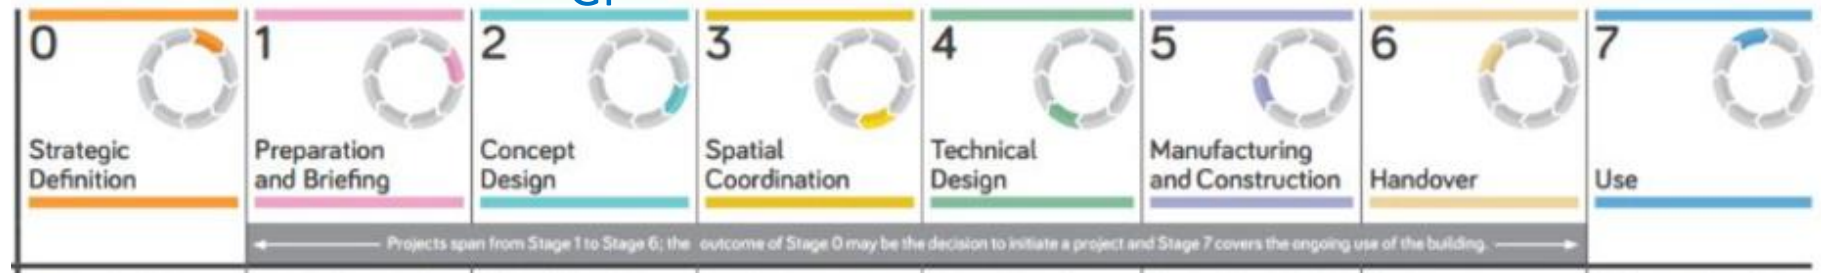 0
Strategic
Definition
1
Preparation
and Briefing
2
Concept
Design
3
Spatial
Coordination
4
Technical
Design
5
Manufacturing
and Construction
6
Handover
7
Use
Projects span from Stage 1 to Stage 6; the outcome of Stage 0 may be the decision to initiate a project and Stage 7 covers the ongoing use of the building.